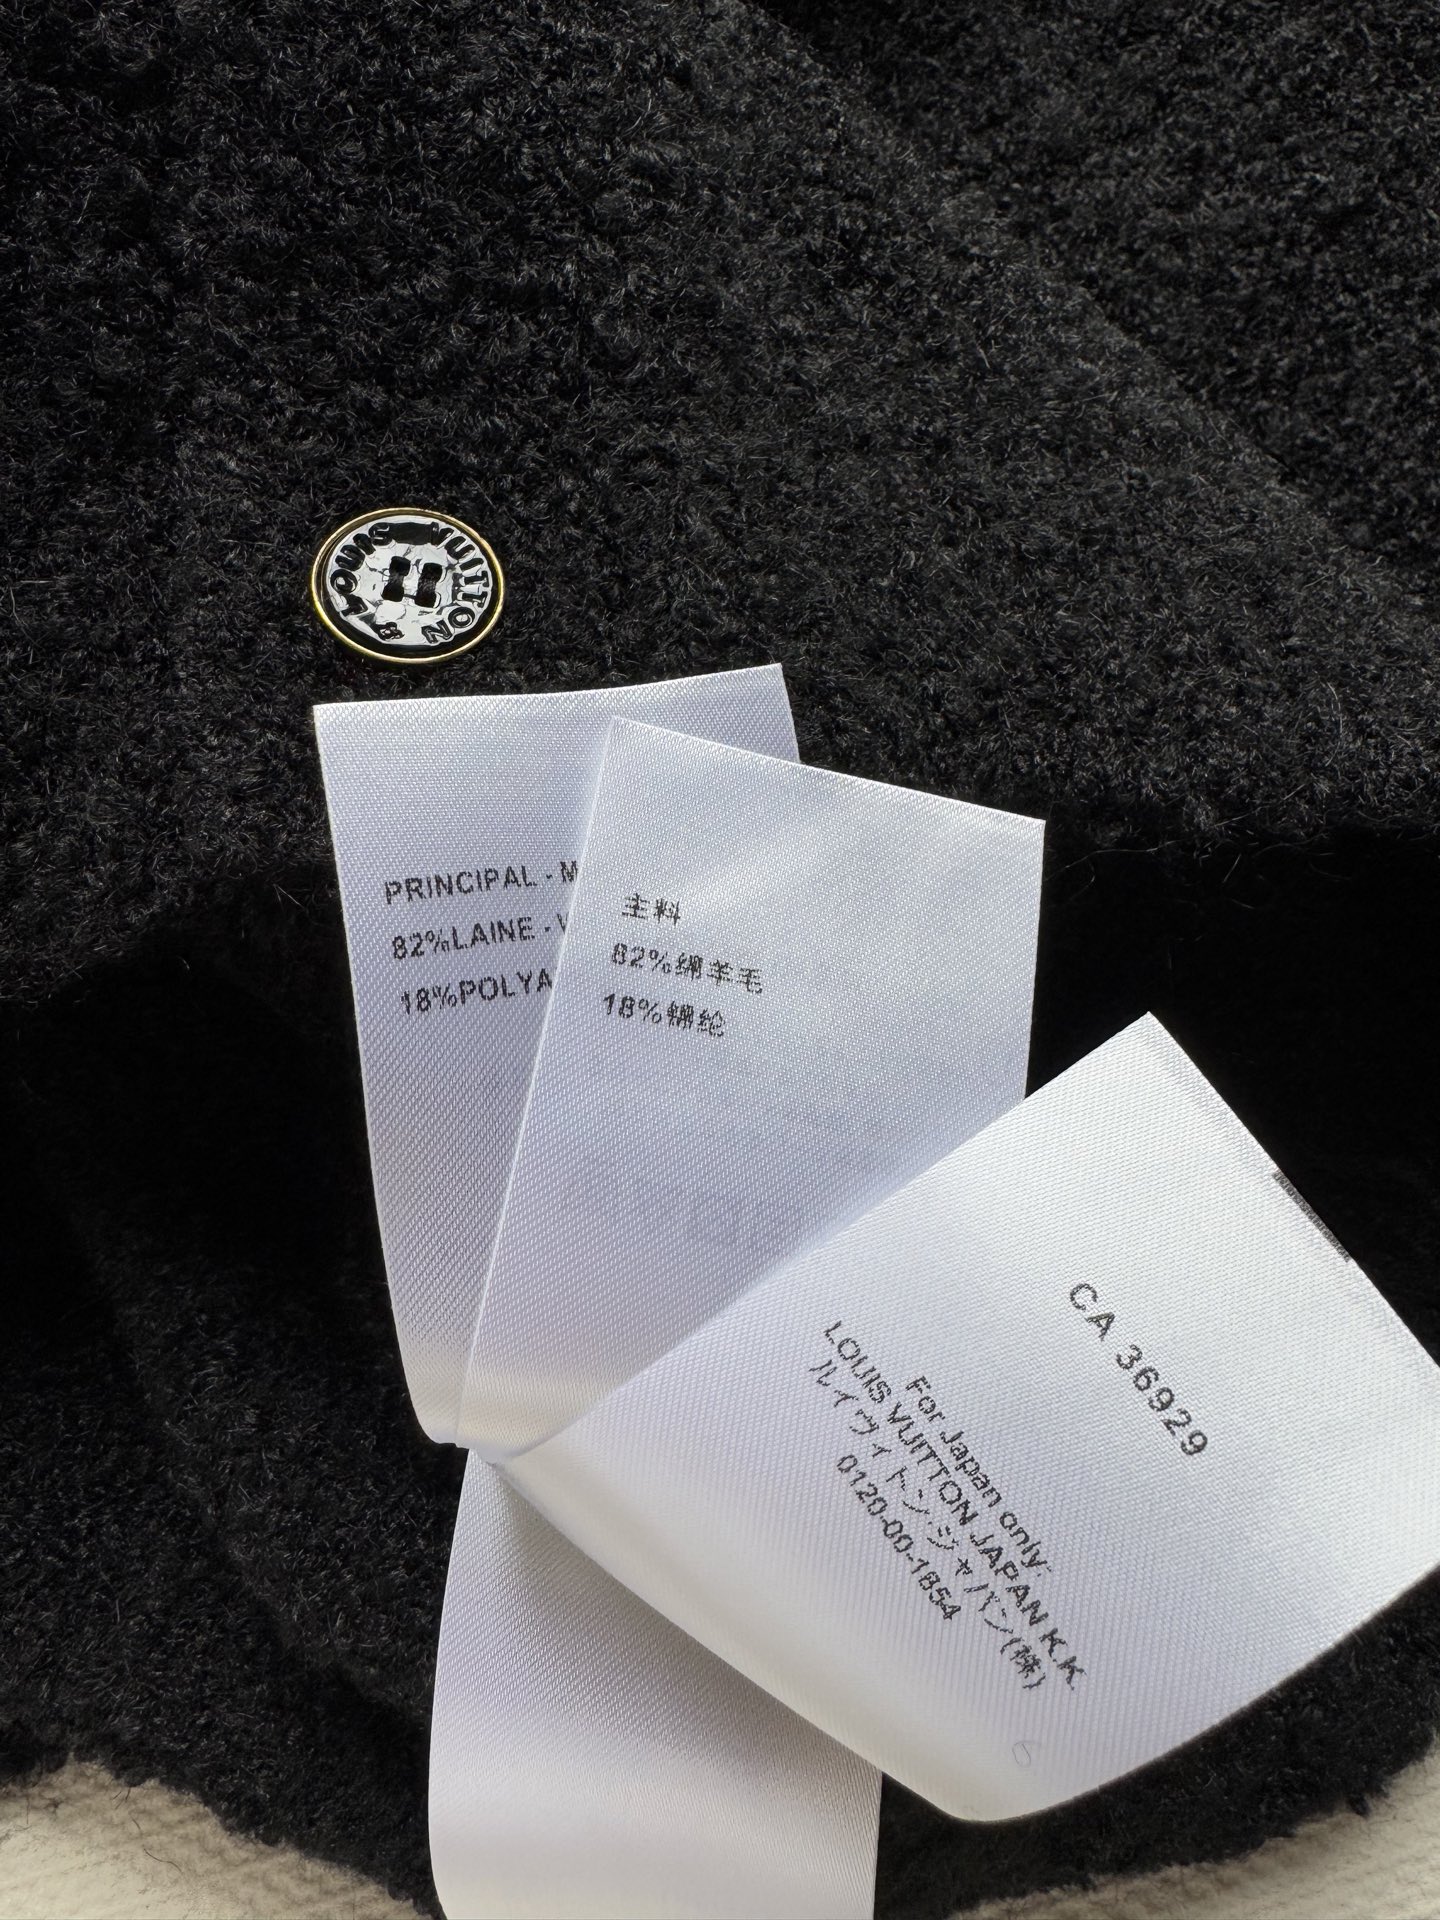 LOUIS VUITTON
PRINCIPAL - M
82%LAINE -
18%POLYA
主料
82%绵羊毛
18%锦纶
CA 36929
For Japan only:
LOUIS VUITTON JAPAN K.K.
ルイヴィトン・ジャパン(株)
0120-00-1854